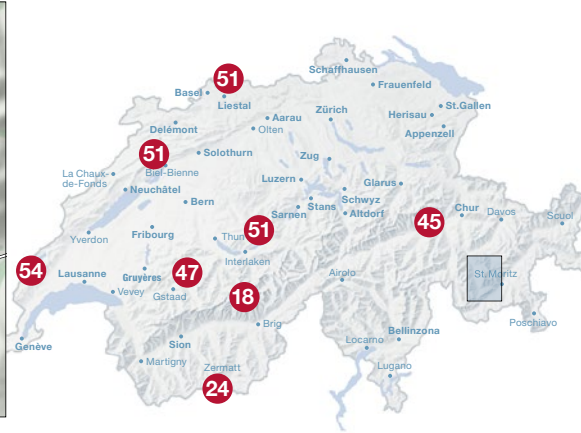 Schaffhausen
51
Basel
Liestal
Frauenfeld
Zürich
St.Gallen
Aarau
Herisau
Delémont
Olten
Appenzell
51
Solothurn
Zug
Biel-Bienne
La Chaux-
de-Fonds
Luzern
Glarus
Neuchâtel
Bern
Stans
Schwyz
Sarnen
Altdorf
45
Chur
Davos
Scuol
51
Thun
Yverdon
Fribourg
Interlaken
54
Lausanne
Gruyères
47
Airolo
St. Moritz
Vevey
Gstaad
18
Poschiavo
Brig
Genève
Sion
Bellinzona
Locarno
Martigny
Zermatt
Lugano
24